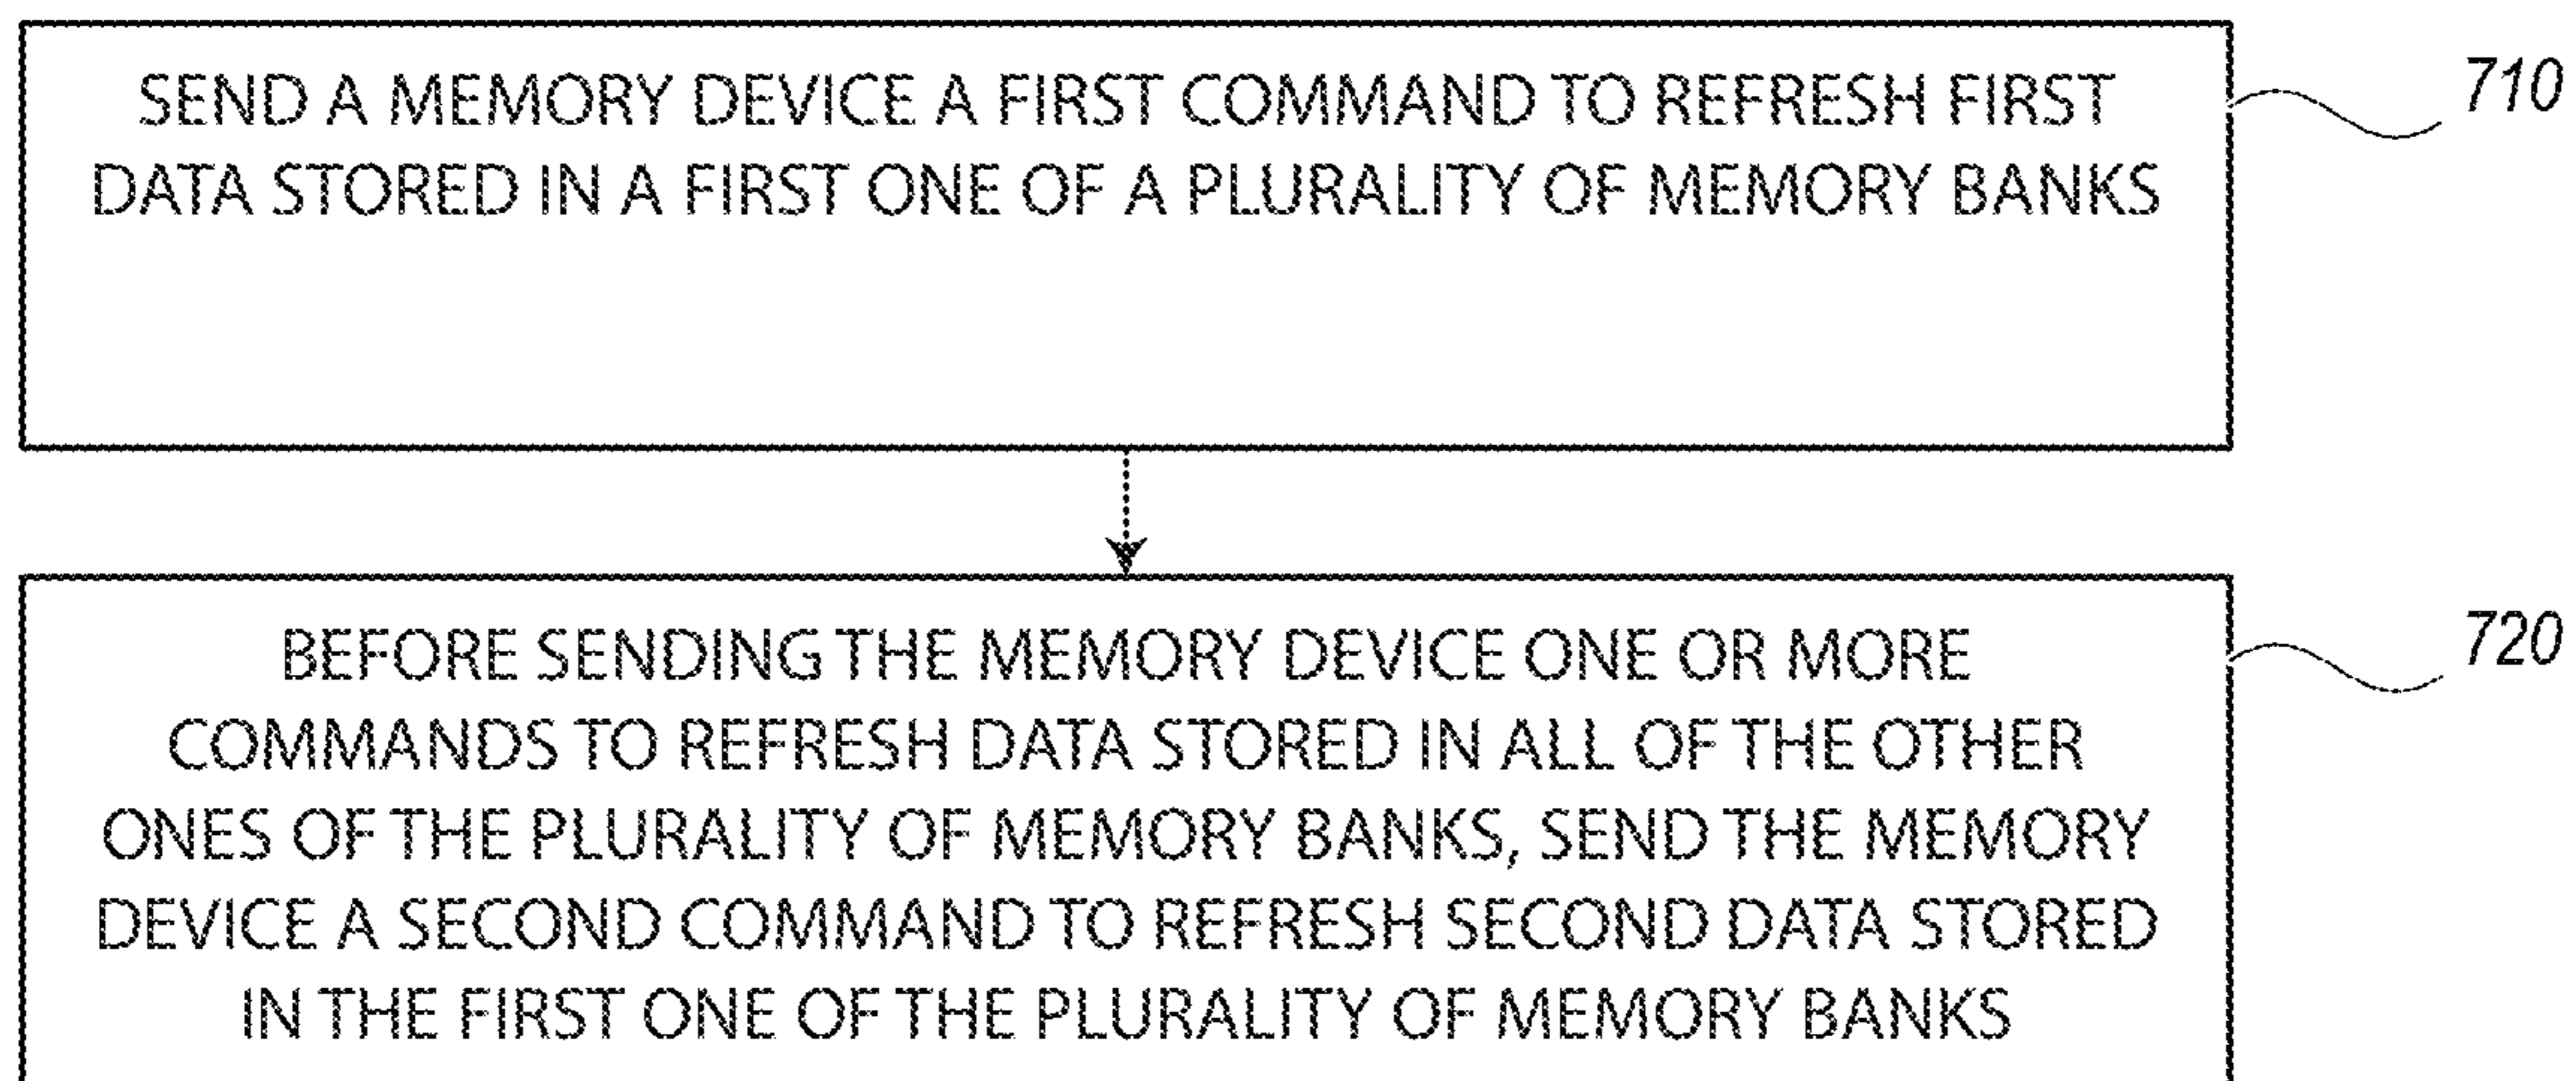 SEND A MEMORY DEVICE A FIRST COMMAND TO REFRESH FIRST
DATA STORED IN A FIRST ONE OF A PLURALITY OF MEMORY BANKS
710
BEFORE SENDING THE MEMORY DEVICE ONE OR MORE
COMMANDS TO REFRESH DATA STORED IN ALL OF THE OTHER
ONES OF THE PLURALITY OF MEMORY BANKS, SEND THE MEMORY
DEVICE A SECOND COMMAND TO REFRESH SECOND DATA STORED
IN THE FIRST ONE OF THE PLURALITY OF MEMORY BANKS
720